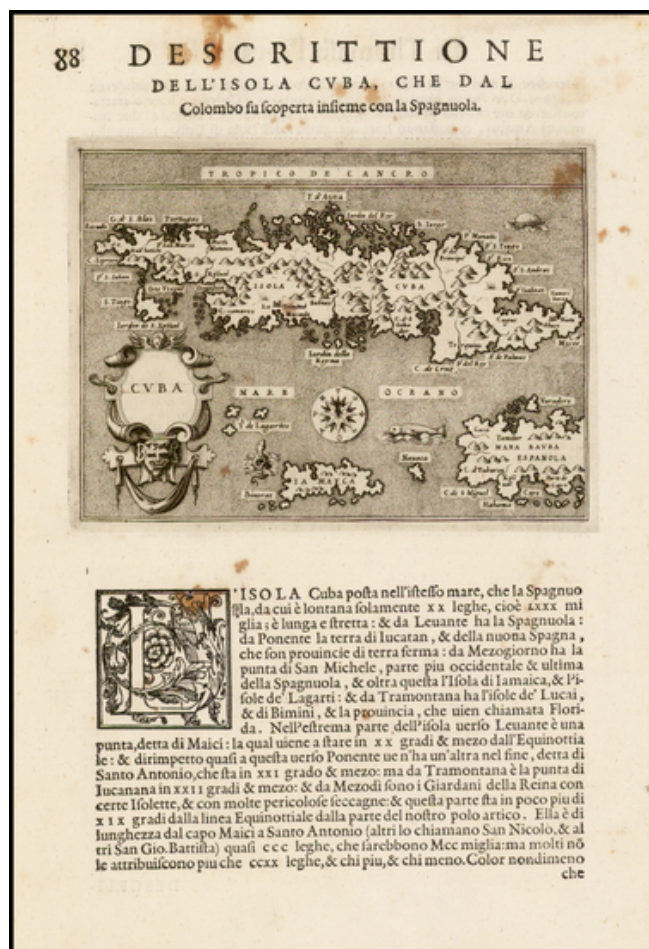 88 DESCRITTIONE
DELL'ISOLA CVBA, CHE DAL
Colombo fu ſcoperta inſieme con la Spagnuola.
TROPICO DE CANCRO
ISOLA CVBA
CVBA
MARE OCEANO
IAMAICA
ESPANOLA
L'ISOLA Cuba poſta nell'iſteſſo mare, che la Spagnuo
la, da cui è lontana ſolamente xx leghe, cioè LXXX mi
glia; è lunga e ſtretta: & da Leuante ha la Spagnuola:
da Ponente la terra di Iucatan, & della nuoua Spagna,
che ſon prouincie di terra ferma: da Mezogiorno ha la
punta di San Michele, parte piu occidentale & ultima
della Spagnuola, & oltra queſta l'Iſola di Iamaica, & l'i-
ſole de' Lagarti: & da Tramontana ha l'iſole de' Lucai,
& di Bimini, & la prouincia, che uien chiamata Flori-
da. Nell'eſtrema parte dell'iſola uerſo Leuante è una
punta, detta di Maici: la qual uiene a ſtare in xx gradi & mezo dall'Equinottia
le: & dirimpetto quaſi a queſta uerſo Ponente ue n'ha un'altra nel fine, detta di
Santo Antonio, che ſta in XXI grado & mezo: ma da Tramontana è la punta di
Iucanana in XXII gradi & mezo: & da Mezodì ſono i Giardani della Reina con
certe Iſolette, & con molte pericoloſe ſeccagne: & queſta parte ſta in poco piu di
XIX gradi dalla linea Equinottiale dalla parte del noſtro polo artico. Ella è di
lunghezza dal capo Maici a Santo Antonio (altri lo chiamano San Nicolo, & al
tri San Gio. Battiſta) quaſi CCC leghe, che ſarebbono Mcc miglia: ma molti nō
le attribuiſcono piu che CCXX leghe, & chi piu, & chi meno. Color nondimeno
che